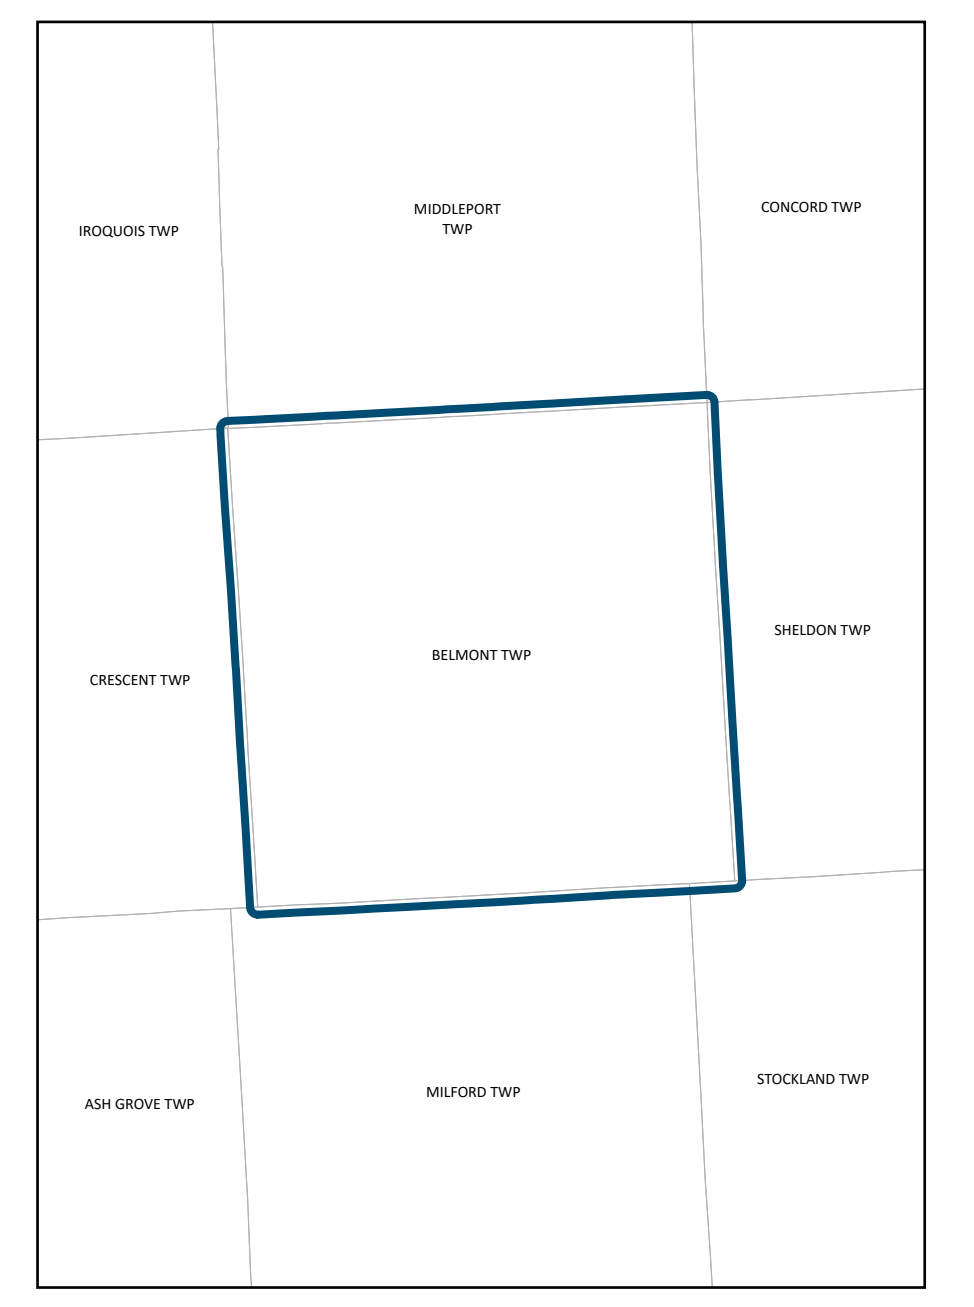 CONCORD TWP
MIDDLEPORT
TWP
IROQUOIS TWP
SHELDON TWP
BELMONT TWP
CRESCENT TWP
STOCKLAND TWP
MILFORD TWP
ASH GROVE TWP